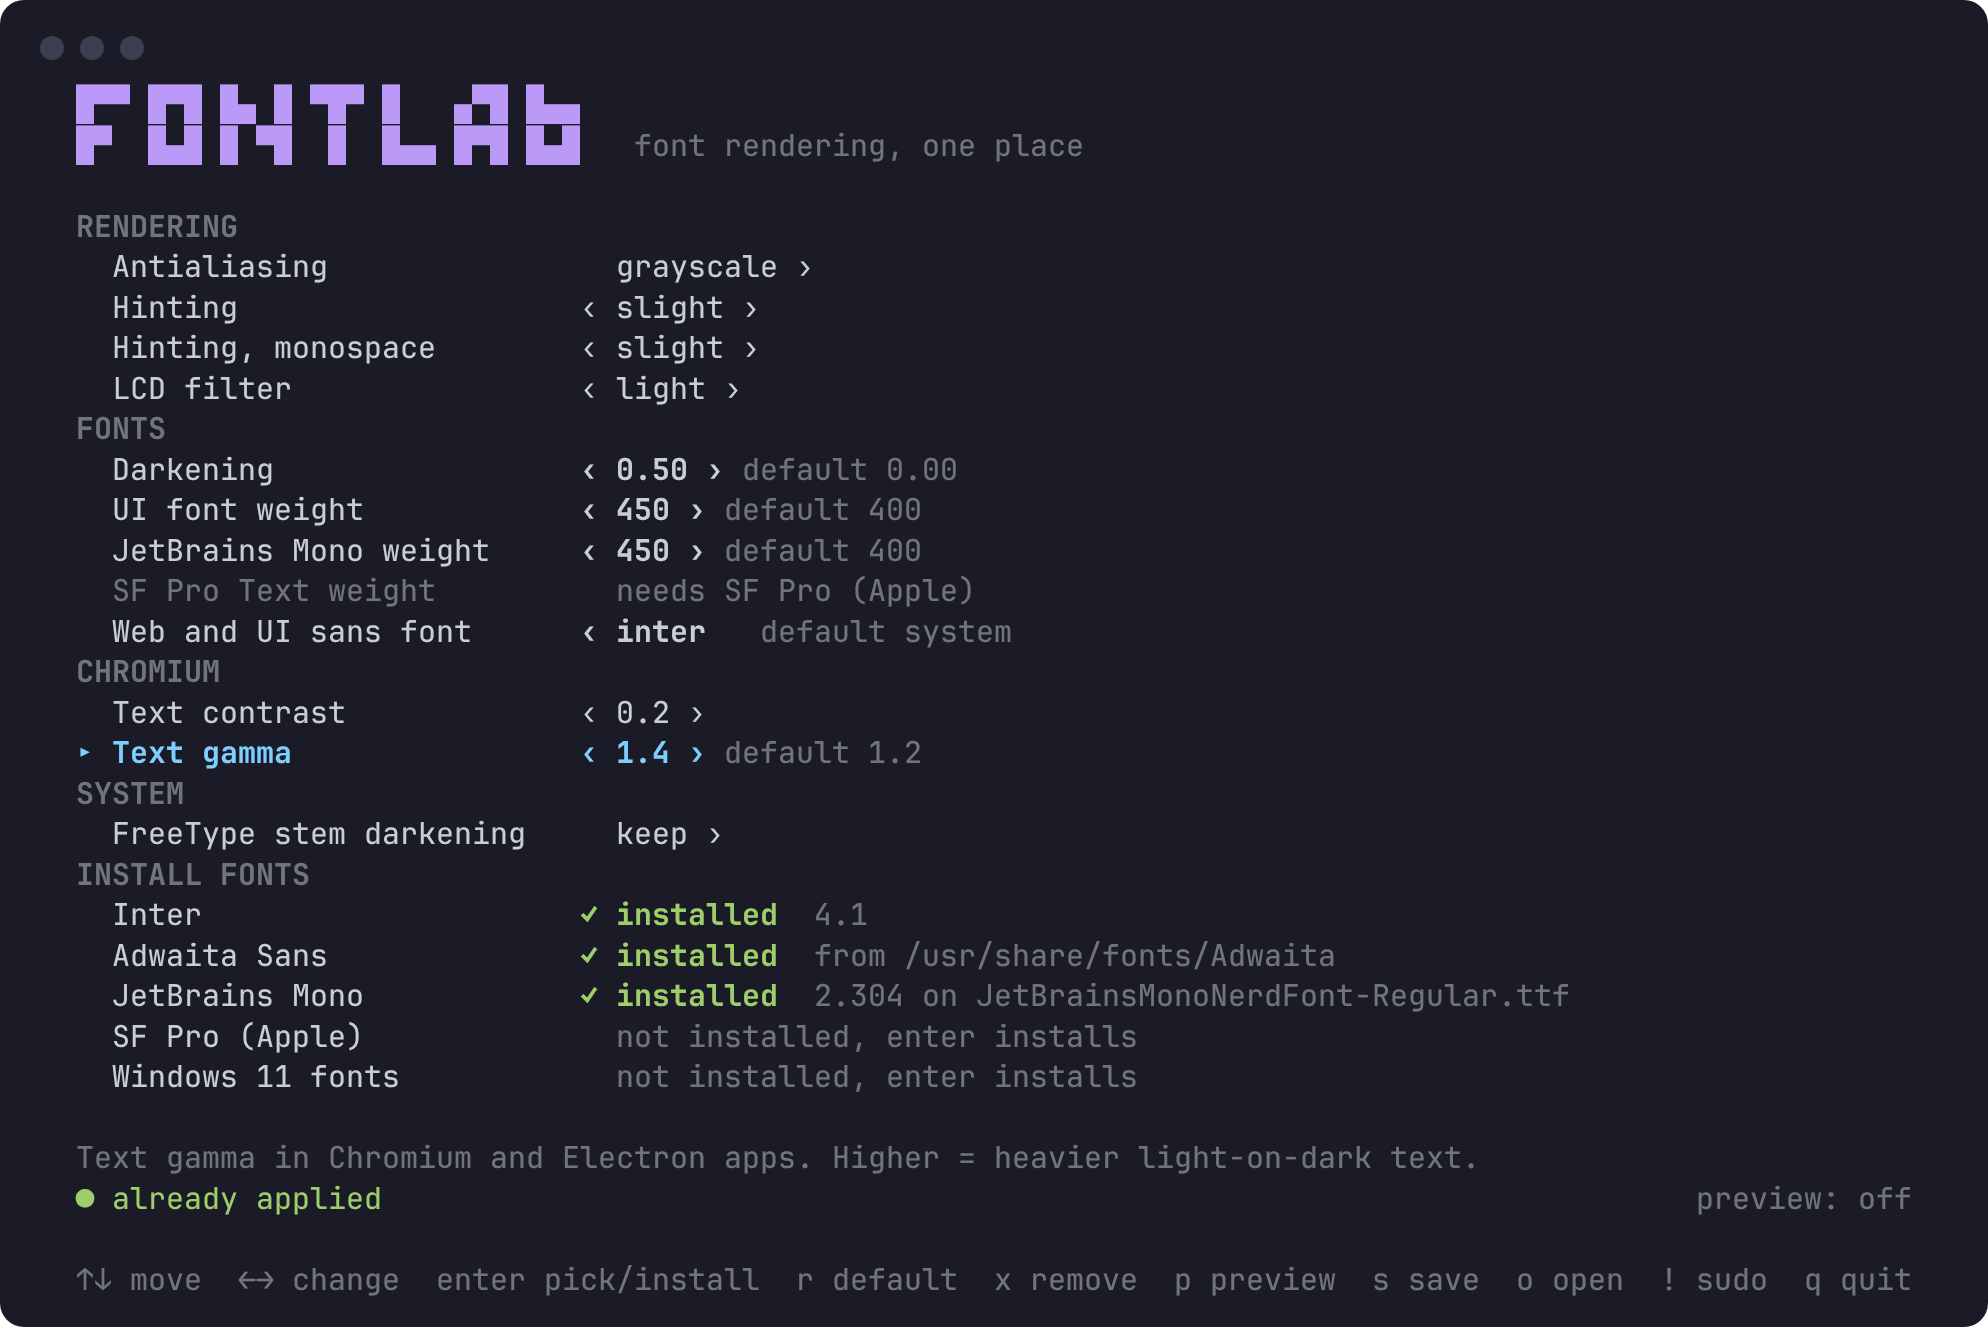 FONTLAb font rendering, one place
RENDERING
Antialiasing grayscale ›
Hinting ‹ slight ›
Hinting, monospace ‹ slight ›
LCD filter ‹ light ›
FONTS
Darkening ‹ 0.50 › default 0.00
UI font weight ‹ 450 › default 400
JetBrains Mono weight ‹ 450 › default 400
SF Pro Text weight needs SF Pro (Apple)
Web and UI sans font ‹ inter default system
CHROMIUM
Text contrast ‹ 0.2 ›
▸ Text gamma ‹ 1.4 › default 1.2
SYSTEM
FreeType stem darkening keep ›
INSTALL FONTS
Inter ✓ installed 4.1
Adwaita Sans ✓ installed from /usr/share/fonts/Adwaita
JetBrains Mono ✓ installed 2.304 on JetBrainsMonoNerdFont-Regular.ttf
SF Pro (Apple) not installed, enter installs
Windows 11 fonts not installed, enter installs
Text gamma in Chromium and Electron apps. Higher = heavier light-on-dark text.
● already applied preview: off
↑↓ move ←→ change enter pick/install r default x remove p preview s save o open ! sudo q quit